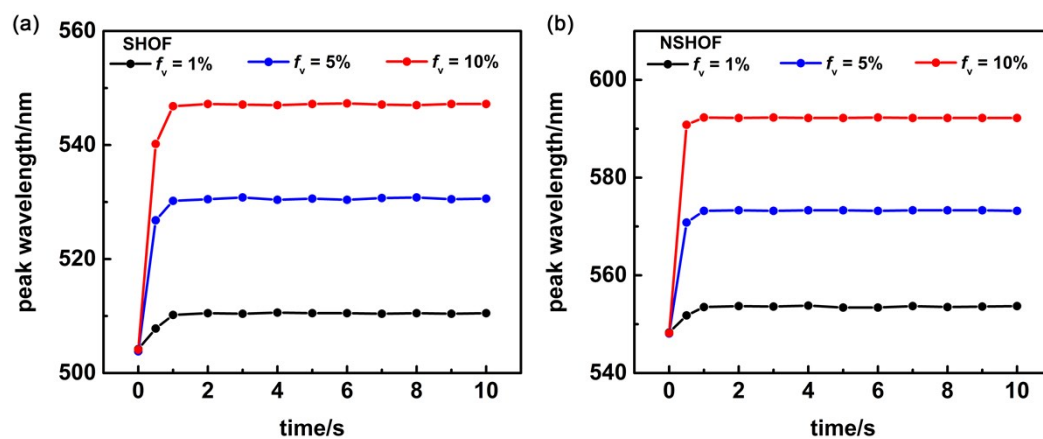 (a)
SHOF
f_v = 1% f_v = 5% f_v = 10%
560
540
520
500
peak wavelength/nm
0 2 4 6 8 10
time/s
(b)
NSHOF
f_v = 1% f_v = 5% f_v = 10%
600
580
560
540
peak wavelength/nm
0 2 4 6 8 10
time/s